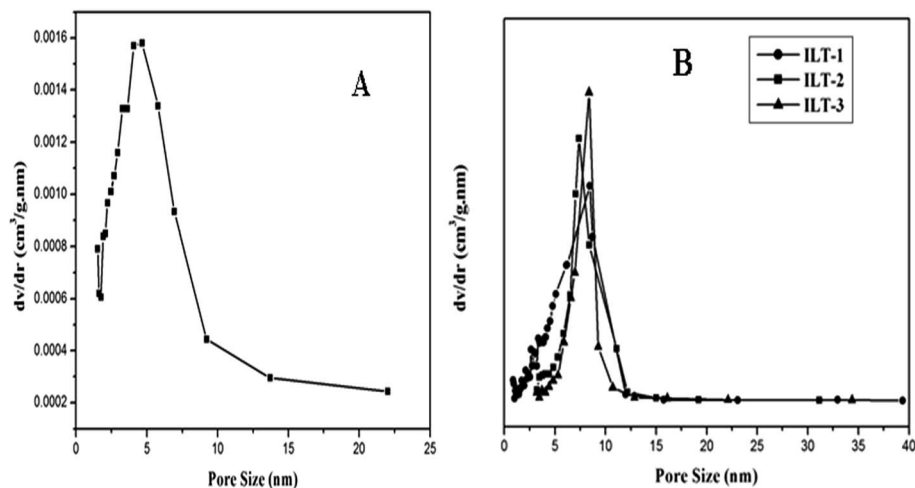 A
0.0016
0.0014
0.0012
0.0010
0.0008
0.0006
0.0004
0.0002
dv/dr (cm³/g.nm)
0 5 10 15 20 25
Pore Size (nm)
B
ILT-1
ILT-2
ILT-3
dv/dr (cm³/g.nm)
0 5 10 15 20 25 30 35 40
Pore Size (nm)